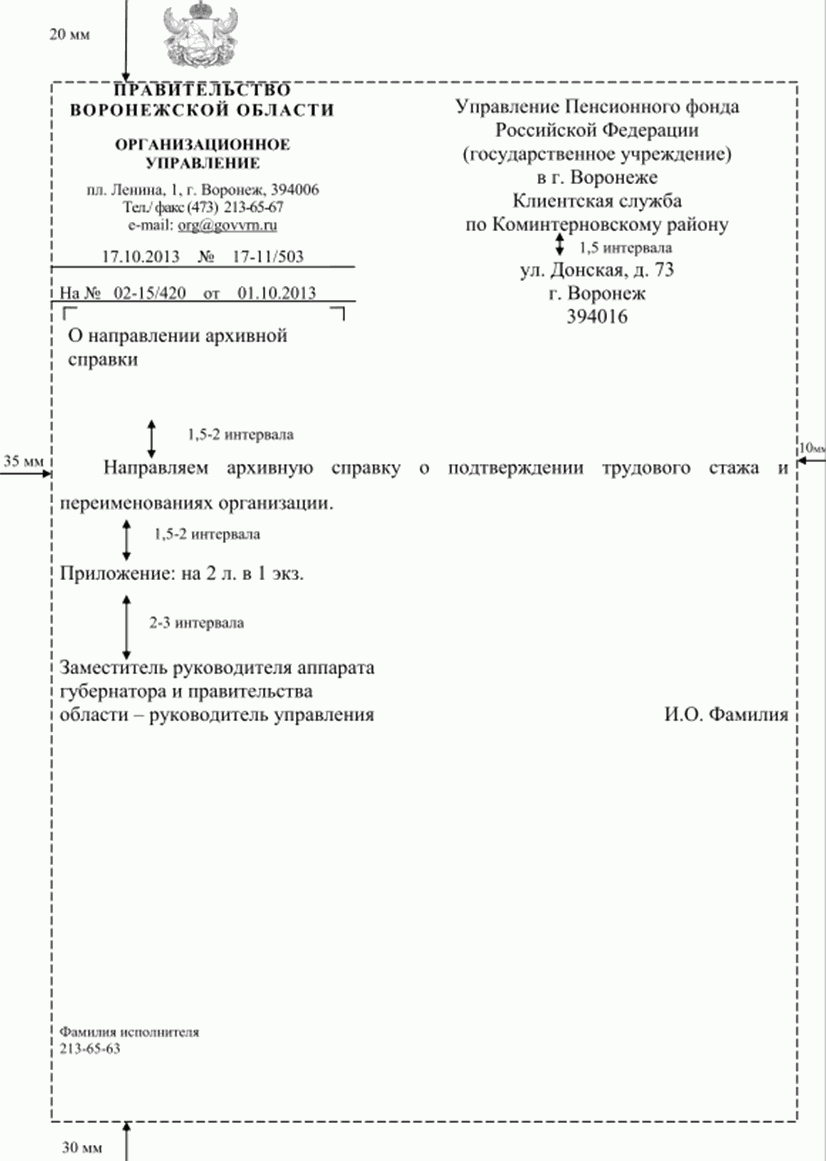 20 мм
ПРАВИТЕЛЬСТВО
ВОРОНЕЖСКОЙ ОБЛАСТИ
ОРГАНИЗАЦИОННОЕ
УПРАВЛЕНИЕ
пл. Ленина, 1, г. Воронеж, 394006
Тел./ факс (473) 213-65-67
e-mail: org@govvrn.ru
17.10.2013 № 17-11/503
На № 02-15/420 от 01.10.2013
Управление Пенсионного фонда
Российской Федерации
(государственное учреждение)
в г. Воронеже
Клиентская служба
по Коминтерновскому району
1,5 интервала
ул. Донская, д. 73
г. Воронеж
394016
О направлении архивной
справки
1,5-2 интервала
35 мм
10мм
Направляем архивную справку о подтверждении трудового стажа и
переименованиях организации.
1,5-2 интервала
Приложение: на 2 л. в 1 экз.
2-3 интервала
Заместитель руководителя аппарата
губернатора и правительства
области – руководитель управления И.О. Фамилия
Фамилия исполнителя
213-65-63
30 мм